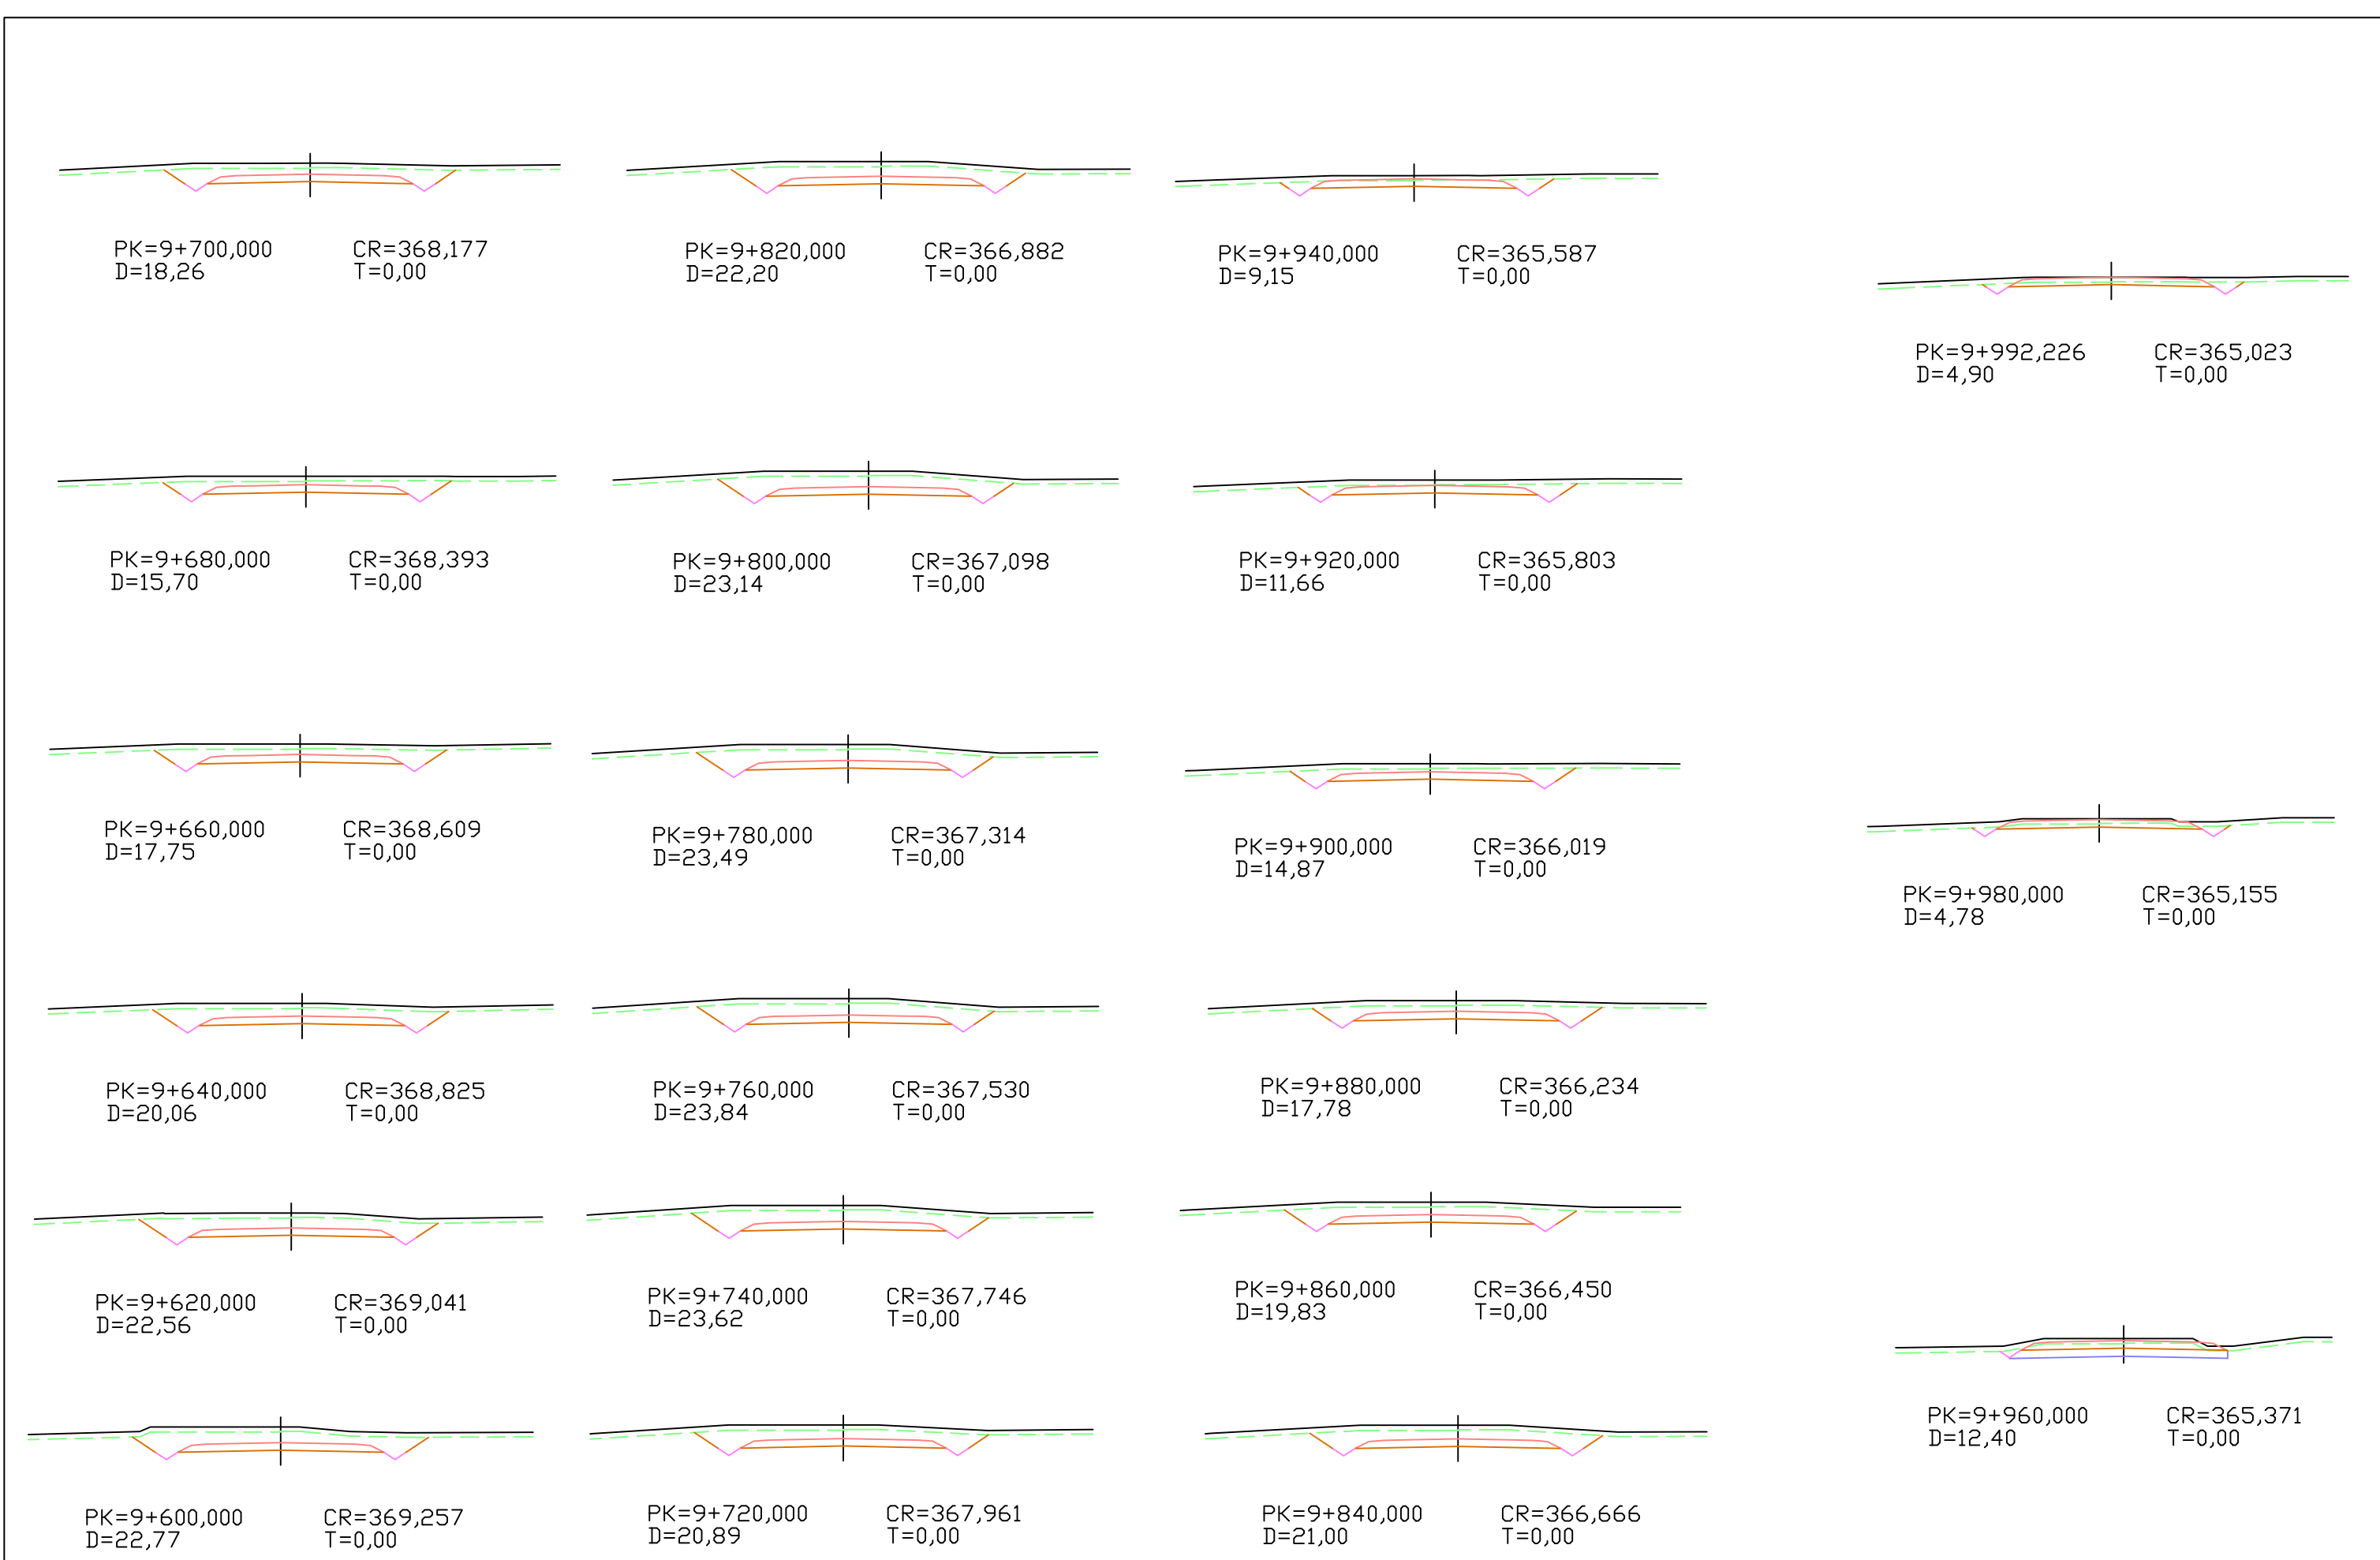 PK=9+700,000 CR=368,177
D=18,26 T=0,00
PK=9+820,000 CR=366,882
D=22,20 T=0,00
PK=9+940,000 CR=365,587
D=9,15 T=0,00
PK=9+992,226 CR=365,023
D=4,90 T=0,00
PK=9+680,000 CR=368,393
D=15,70 T=0,00
PK=9+800,000 CR=367,098
D=23,14 T=0,00
PK=9+920,000 CR=365,803
D=11,66 T=0,00
PK=9+660,000 CR=368,609
D=17,75 T=0,00
PK=9+780,000 CR=367,314
D=23,49 T=0,00
PK=9+900,000 CR=366,019
D=14,87 T=0,00
PK=9+980,000 CR=365,155
D=4,78 T=0,00
PK=9+640,000 CR=368,825
D=20,06 T=0,00
PK=9+760,000 CR=367,530
D=23,84 T=0,00
PK=9+880,000 CR=366,234
D=17,78 T=0,00
PK=9+620,000 CR=369,041
D=22,56 T=0,00
PK=9+740,000 CR=367,746
D=23,62 T=0,00
PK=9+860,000 CR=366,450
D=19,83 T=0,00
PK=9+960,000 CR=365,371
D=12,40 T=0,00
PK=9+600,000 CR=369,257
D=22,77 T=0,00
PK=9+720,000 CR=367,961
D=20,89 T=0,00
PK=9+840,000 CR=366,666
D=21,00 T=0,00